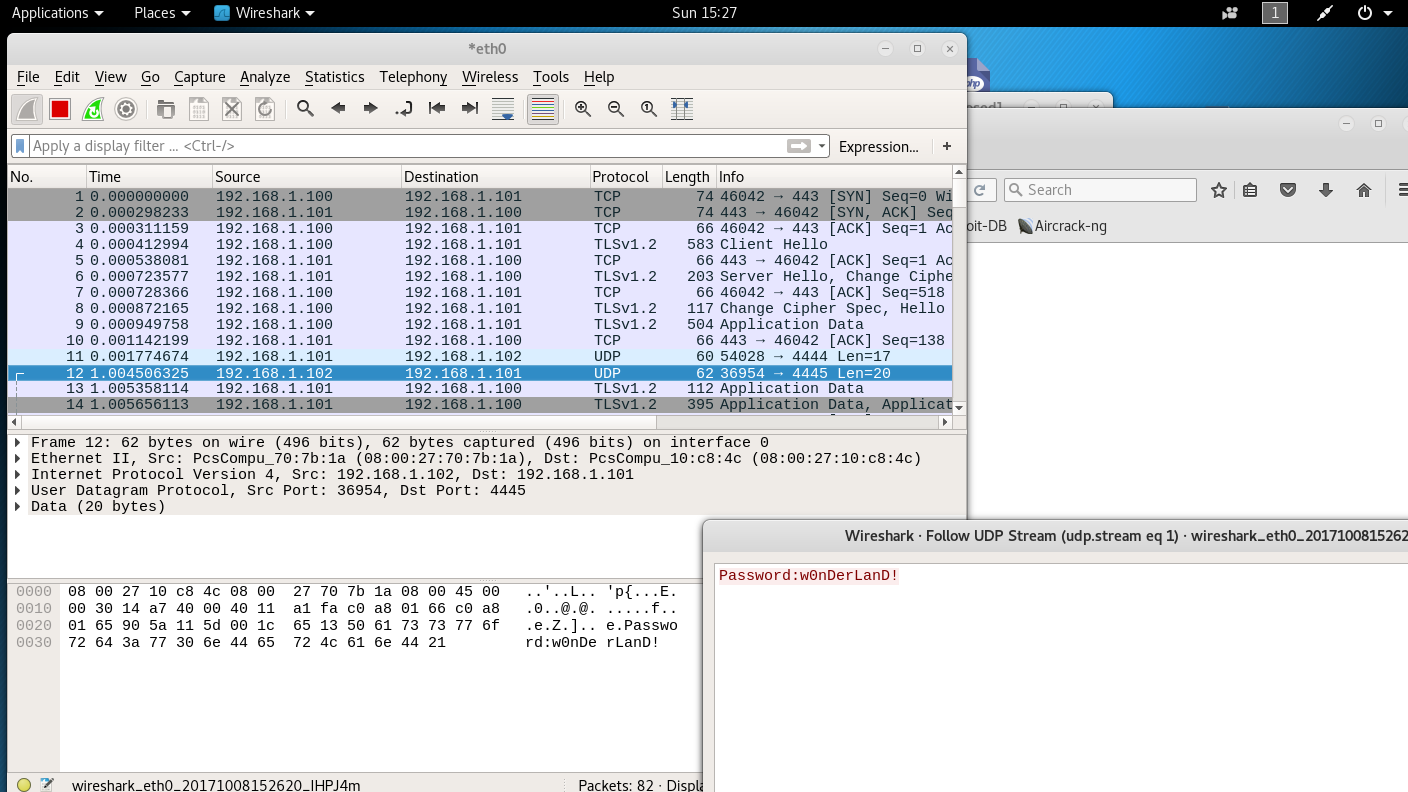 Applications Places Wireshark Sun 15:27 1
*eth0
File Edit View Go Capture Analyze Statistics Telephony Wireless Tools Help
Apply a display filter ... <Ctrl-/> Expression... +
Search
Aircrack-ng
No. Time Source Destination Protocol Length Info
1 0.000000000 192.168.1.100 192.168.1.101 TCP 74 46042 → 443 [SYN] Seq=0 Wi
2 0.000298233 192.168.1.101 192.168.1.100 TCP 74 443 → 46042 [SYN, ACK] Seq
3 0.000311159 192.168.1.100 192.168.1.101 TCP 66 46042 → 443 [ACK] Seq=1 Ac
4 0.000412994 192.168.1.100 192.168.1.101 TLSv1.2 583 Client Hello
5 0.000538081 192.168.1.101 192.168.1.100 TCP 66 443 → 46042 [ACK] Seq=1 Ac
6 0.000723577 192.168.1.101 192.168.1.100 TLSv1.2 203 Server Hello, Change Ciphe
7 0.000728366 192.168.1.100 192.168.1.101 TCP 66 46042 → 443 [ACK] Seq=518
8 0.000872165 192.168.1.100 192.168.1.101 TLSv1.2 117 Change Cipher Spec, Hello
9 0.000949758 192.168.1.100 192.168.1.101 TLSv1.2 504 Application Data
10 0.001142199 192.168.1.101 192.168.1.100 TCP 66 443 → 46042 [ACK] Seq=138
11 0.001774674 192.168.1.101 192.168.1.102 UDP 60 54028 → 4444 Len=17
12 1.004506325 192.168.1.102 192.168.1.101 UDP 62 36954 → 4445 Len=20
13 1.005358114 192.168.1.101 192.168.1.100 TLSv1.2 112 Application Data
14 1.005656113 192.168.1.101 192.168.1.100 TLSv1.2 395 Application Data, Applicat
Frame 12: 62 bytes on wire (496 bits), 62 bytes captured (496 bits) on interface 0
Ethernet II, Src: PcsCompu_70:7b:1a (08:00:27:70:7b:1a), Dst: PcsCompu_10:c8:4c (08:00:27:10:c8:4c)
Internet Protocol Version 4, Src: 192.168.1.102, Dst: 192.168.1.101
User Datagram Protocol, Src Port: 36954, Dst Port: 4445
Data (20 bytes)
Wireshark · Follow UDP Stream (udp.stream eq 1) · wireshark_eth0_2017100815262
Password:w0nDerLanD!
0000 08 00 27 10 c8 4c 08 00 27 70 7b 1a 08 00 45 00 ..'..L.. 'p{...E.
0010 00 30 14 a7 40 00 40 11 a1 fa c0 a8 01 66 c0 a8 .0..@.@. .....f..
0020 01 65 90 5a 11 5d 00 1c 65 13 50 61 73 73 77 6f .e.Z.].. e.Passwo
0030 72 64 3a 77 30 6e 44 65 72 4c 61 6e 44 21 rd:w0nDe rLanD!
wireshark_eth0_20171008152620_IHPJ4m Packets: 82 · Displa